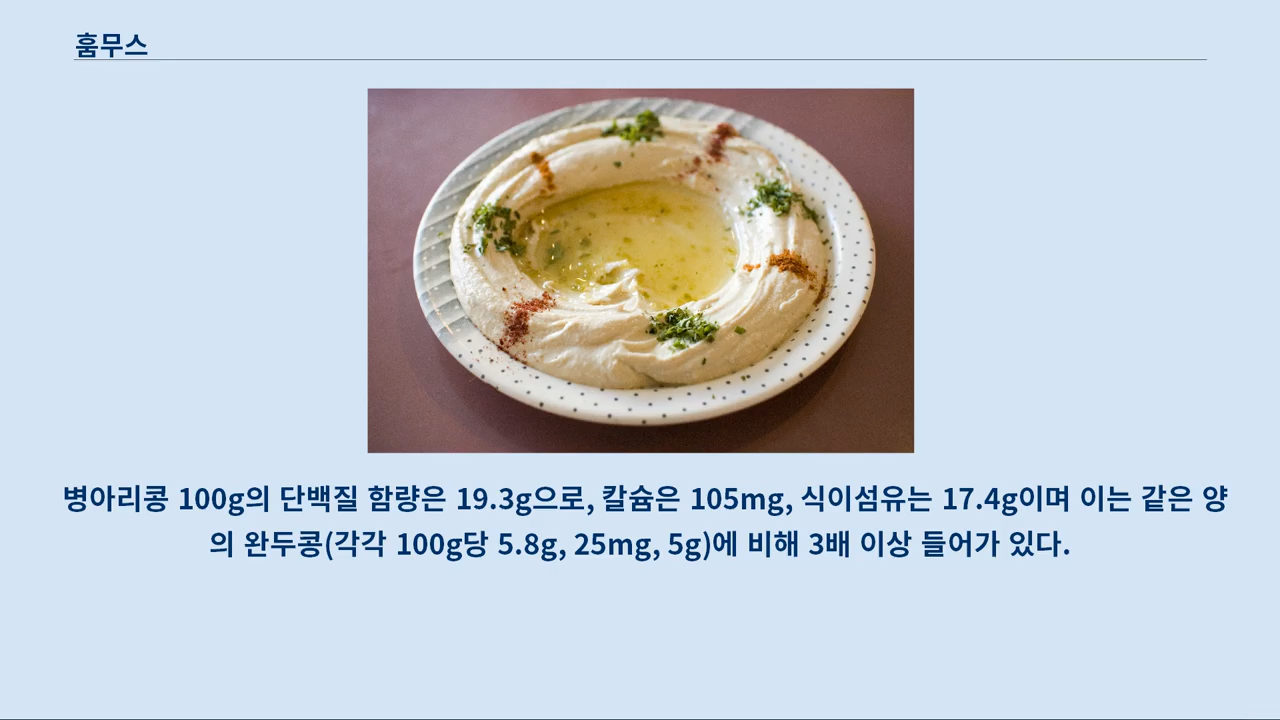 훔무스
병아리콩 100g의 단백질 함량은 19.3g으로, 칼슘은 105mg, 식이섬유는 17.4g이며 이는 같은 양
의 완두콩(각각 100g당 5.8g, 25mg, 5g)에 비해 3배 이상 들어가 있다.